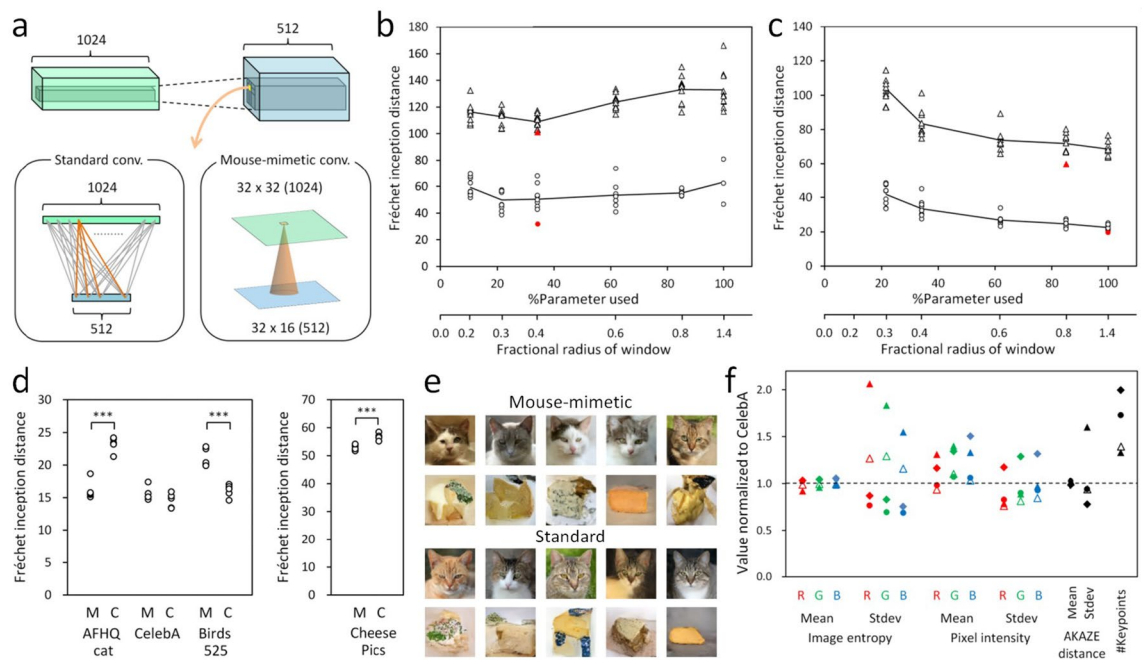 a
1024
512
Standard conv.
1024
.........
512
Mouse-mimetic conv.
32 x 32 (1024)
32 x 16 (512)
b
Fréchet inception distance
180
160
140
120
100
80
60
40
20
0
0 20 40 60 80 100
%Parameter used
0.0 0.2 0.3 0.4 0.6 0.8 1.4
Fractional radius of window
c
Fréchet inception distance
140
120
100
80
60
40
20
0
0 20 40 60 80 100
%Parameter used
0.0 0.2 0.3 0.4 0.6 0.8 1.4
Fractional radius of window
d
Fréchet inception distance
30
25
20
15
10
5
0
*** ***
M C M C M C
AFHQ cat
CelebA
Birds 525
Fréchet inception distance
70
60
50
40
30
20
10
0
***
M C
Cheese Pics
e
Mouse-mimetic
Standard
f
Value normalized to CelebA
2.0
1.5
1.0
0.5
0.0
R G B R G B R G B R G B
Mean Stdev Mean Stdev
Image entropy Pixel intensity
Mean
Stdev
AKAZE distance
#Keypoints